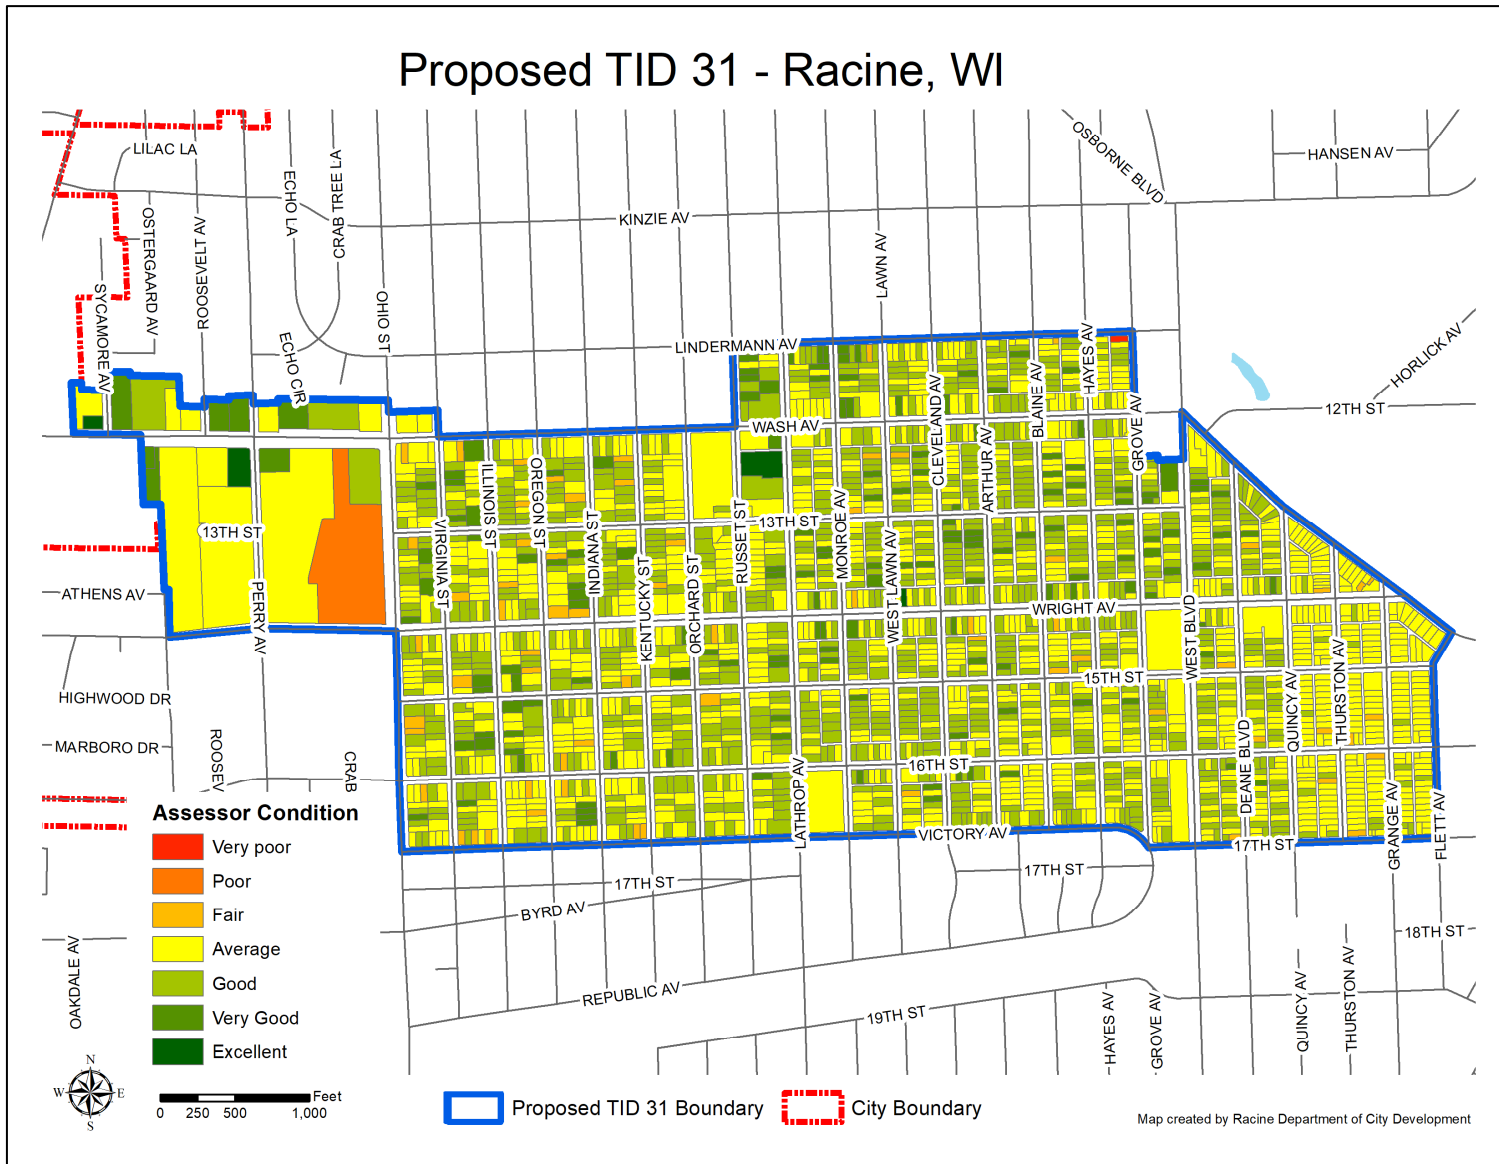 Proposed TID 31 - Racine, WI
LILAC LA
OSTERGAARD AV
ROOSEVELT AV
ECHO LA
CRAB TREE LA
KINZIE AV
OSBORNE BLVD
HANSEN AV
LAWN AV
SYCAMORE AV
ECHO CIR
OHIO ST
LINDERMANN AV
HAYES AV
HORLICK AV
12TH ST
WASH AV
CLEVELAND AV
ARTHUR AV
BLAINE AV
GROVE AV
13TH ST
PERRY AV
VIRGINIA ST
ILLINOIS ST
OREGON ST
INDIANA ST
KENTUCKY ST
ORCHARD ST
RUSSET ST
13TH ST
MONROE AV
WEST LAWN AV
WRIGHT AV
WEST BLVD
ATHENS AV
15TH ST
QUINCY AV
THURSTON AV
HIGHWOOD DR
MARBORO DR
ROOSEV
CRAB
LATHROP AV
16TH ST
DEANE BLVD
VICTORY AV
17TH ST
GRANGE AV
FLETT AV
Assessor Condition
Very poor
Poor
Fair
Average
Good
Very Good
Excellent
17TH ST
BYRD AV
17TH ST
REPUBLIC AV
19TH ST
HAYES AV
GROVE AV
QUINCY AV
THURSTON AV
18TH ST
OAKDALE AV
N
W E
S
Feet
0 250 500 1,000
Proposed TID 31 Boundary
City Boundary
Map created by Racine Department of City Development